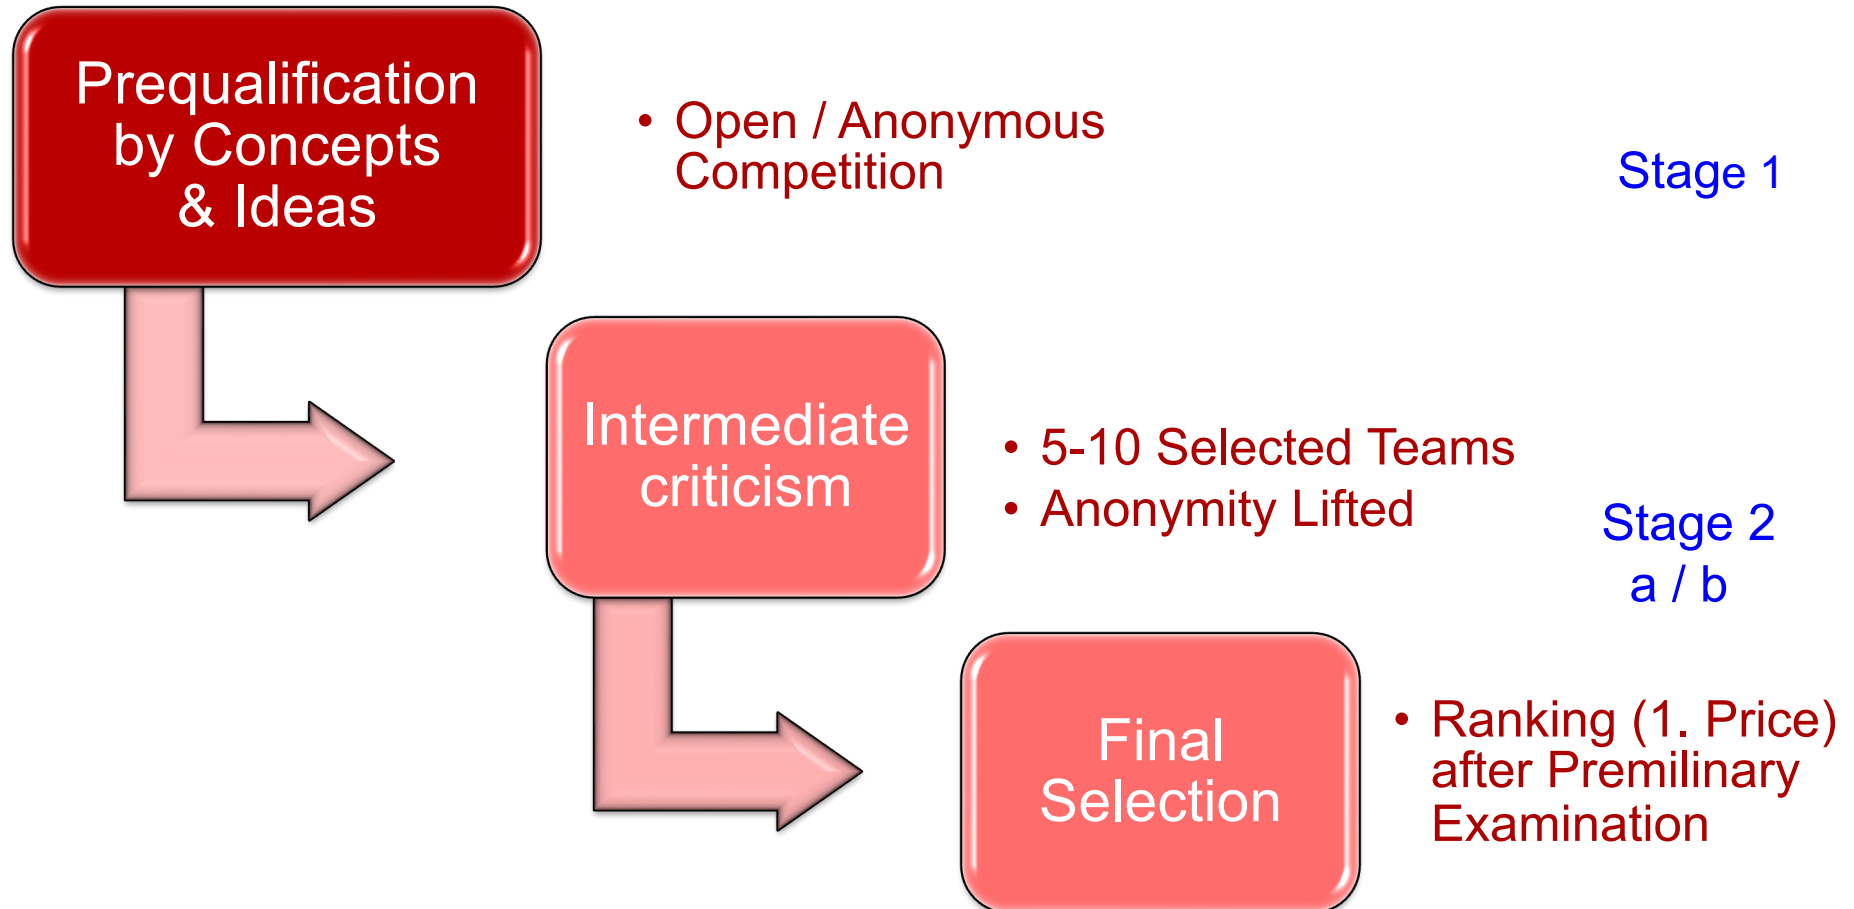 Prequalification
by Concepts
& Ideas
• Open / Anonymous
Competition
Stage 1
Intermediate
criticism
• 5-10 Selected Teams
• Anonymity Lifted
Stage 2
a / b
Final
Selection
• Ranking (1. Price)
after Premilinary
Examination